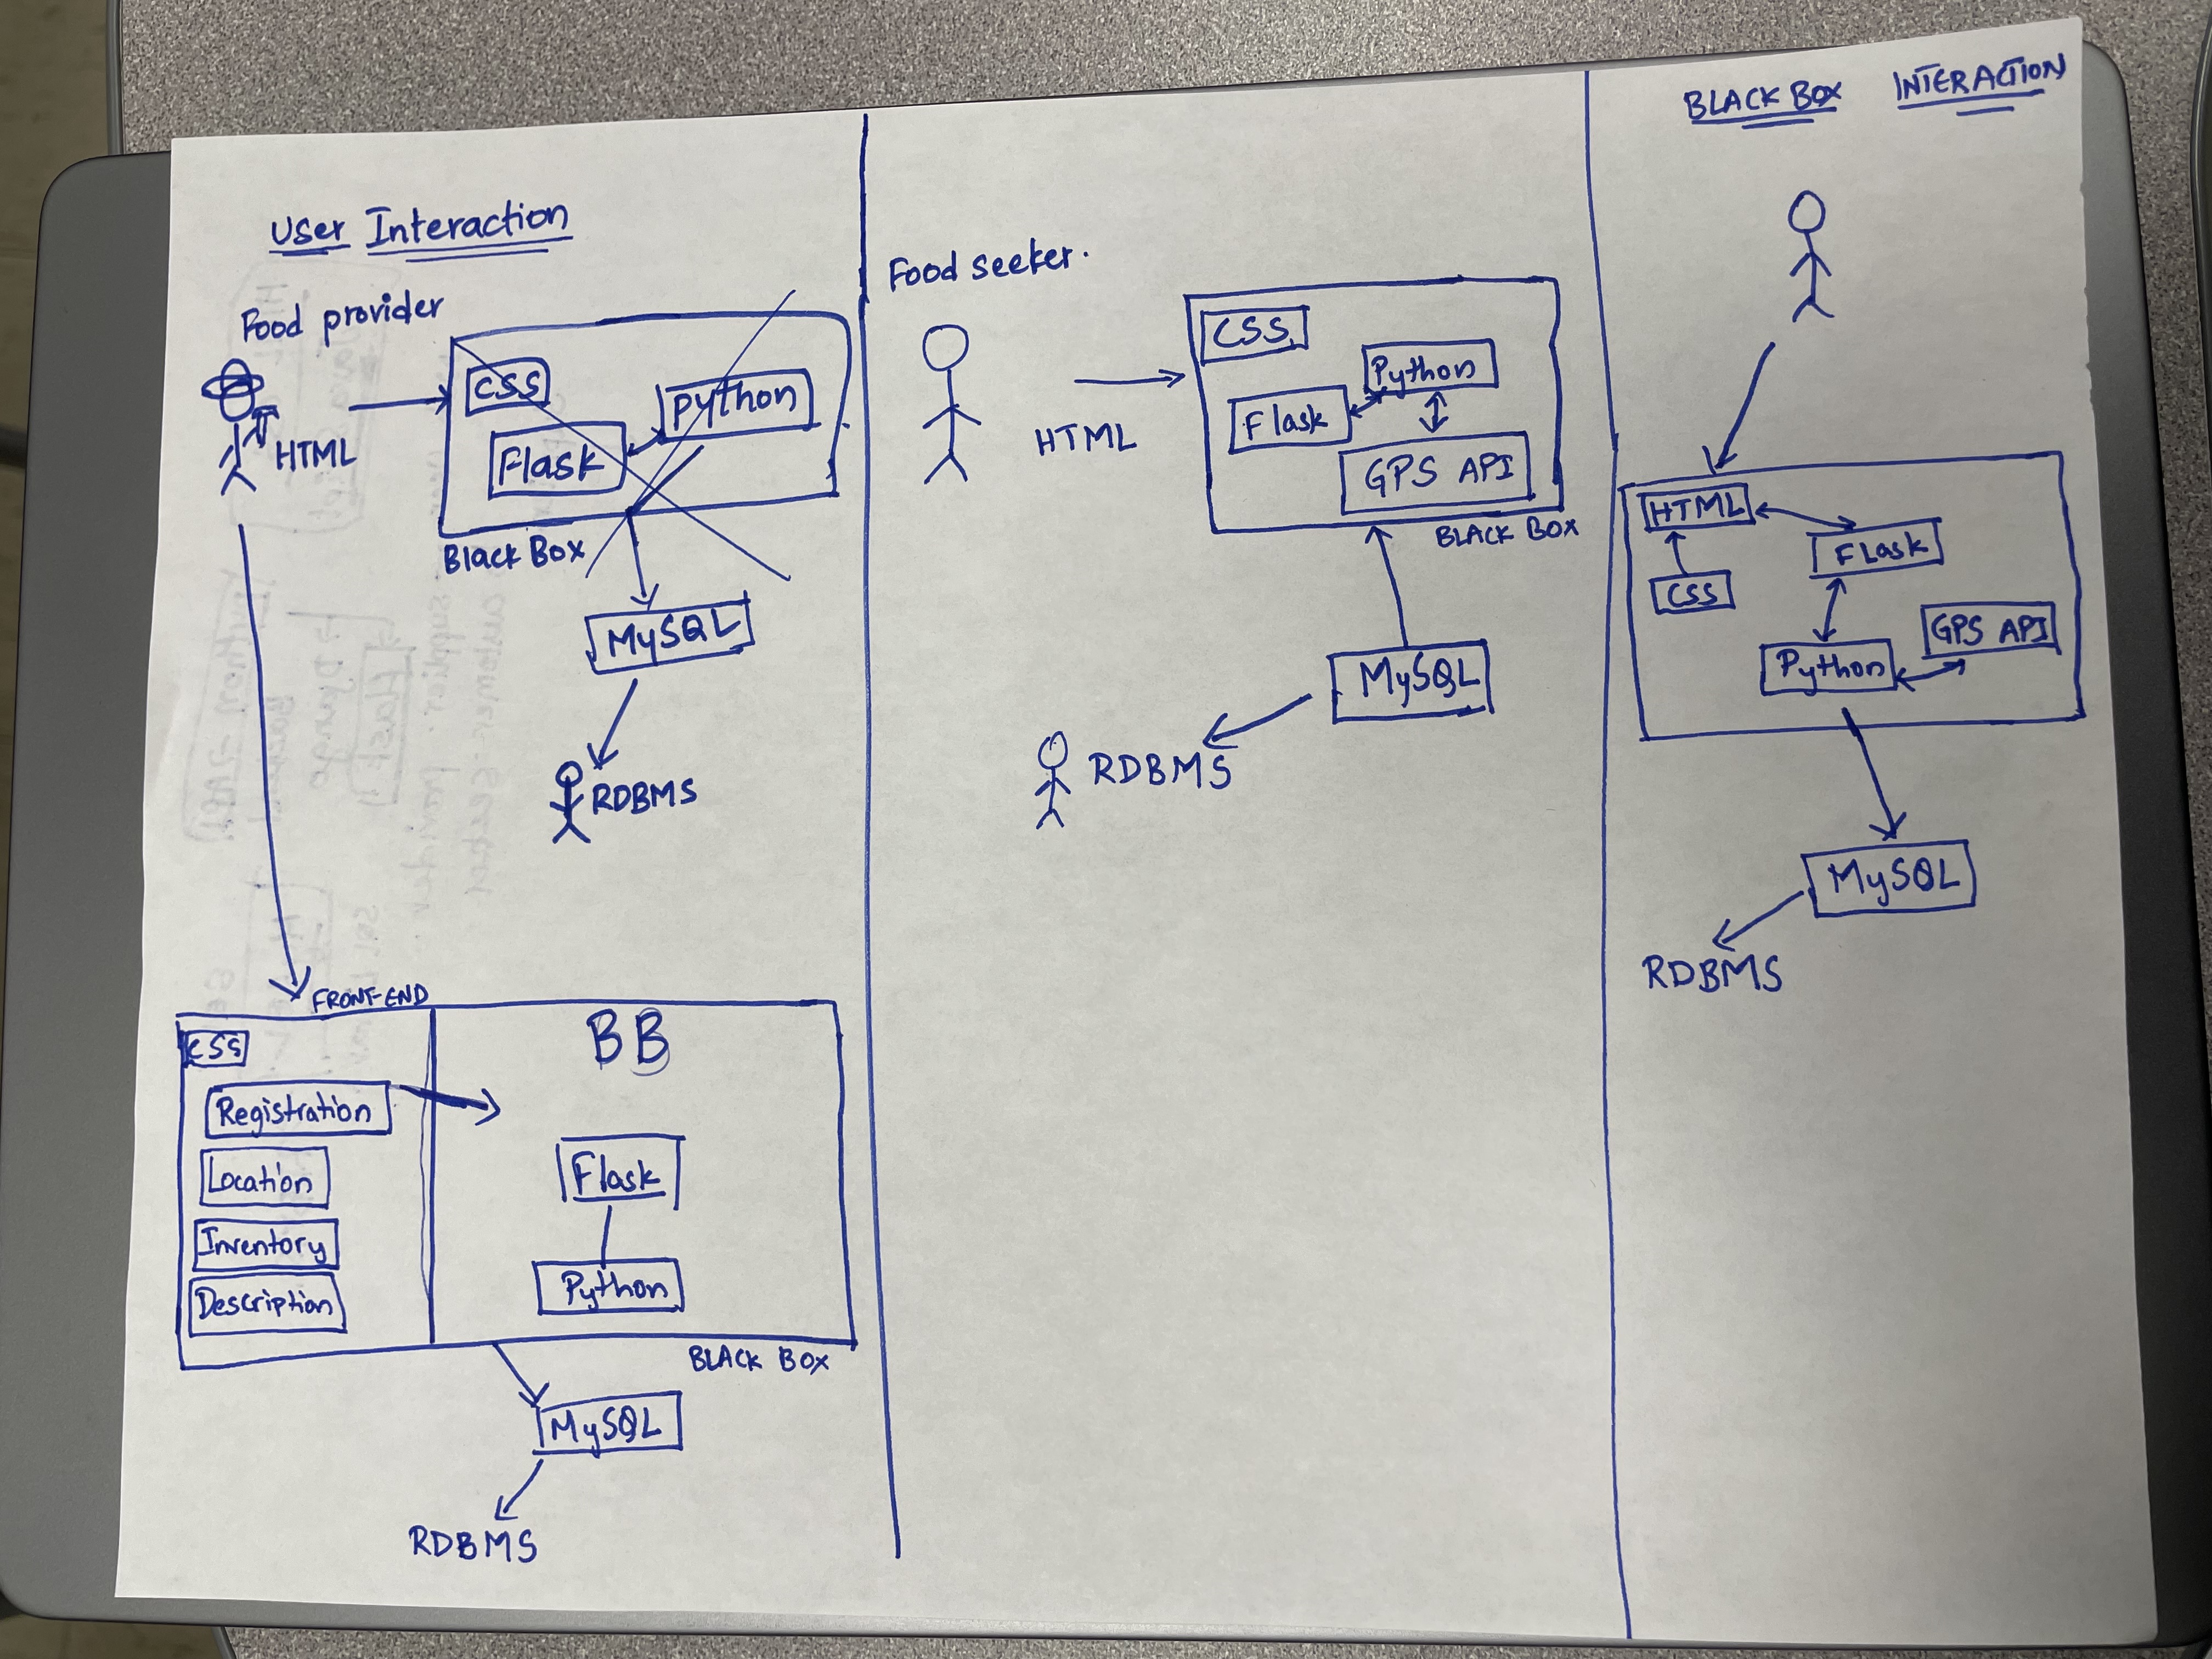 User Interaction
Food provider
HTML
CSS
Flask
Python
Black Box
MySQL
RDBMS
FRONT-END
CSS
Registration
Location
Inventory
Description
BB
Flask
Python
BLACK BOX
MySQL
RDBMS
Food seeker.
HTML
CSS
Flask
Python
GPS API
BLACK BOX
MySQL
RDBMS
BLACK BOX INTERACTION
HTML
CSS
Flask
Python
GPS API
MySQL
RDBMS